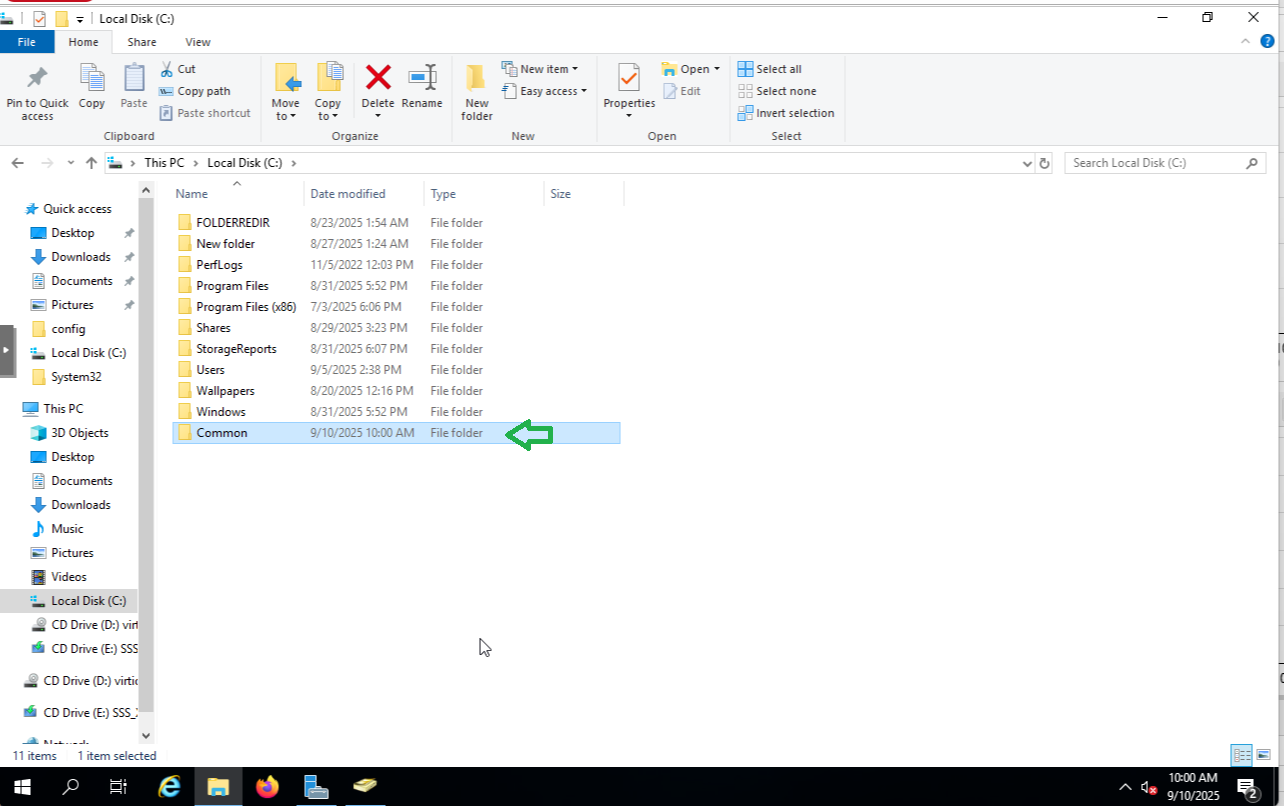 Local Disk (C:)
File Home Share View
Pin to Quick access
Copy
Paste
Cut
Copy path
Paste shortcut
Clipboard
Move to
Copy to
Delete
Rename
Organize
New folder
New item
Easy access
New
Properties
Open
Edit
Open
Select all
Select none
Invert selection
Select
This PC > Local Disk (C:) >
Search Local Disk (C:)
Quick access
Desktop
Downloads
Documents
Pictures
config
Local Disk (C:)
System32
This PC
3D Objects
Desktop
Documents
Downloads
Music
Pictures
Videos
Local Disk (C:)
CD Drive (D:) virt
CD Drive (E:) SSS
CD Drive (D:) virtic
CD Drive (E:) SSS_
Network
Name Date modified Type Size
FOLDERREDIR 8/23/2025 1:54 AM File folder
New folder 8/27/2025 1:24 AM File folder
PerfLogs 11/5/2022 12:03 PM File folder
Program Files 8/31/2025 5:52 PM File folder
Program Files (x86) 7/3/2025 6:06 PM File folder
Shares 8/29/2025 3:23 PM File folder
StorageReports 8/31/2025 6:07 PM File folder
Users 9/5/2025 2:38 PM File folder
Wallpapers 8/20/2025 12:16 PM File folder
Windows 8/31/2025 5:52 PM File folder
Common 9/10/2025 10:00 AM File folder
11 items 1 item selected
10:00 AM
9/10/2025
2